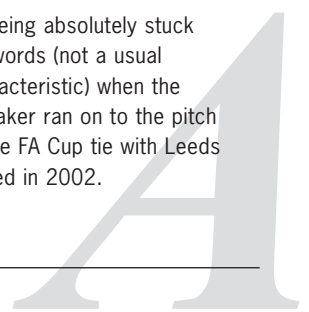 eing absolutely stuck
words (not a usual
acteristic) when the
aker ran on to the pitch
e FA Cup tie with Leeds
ed in 2002.
A